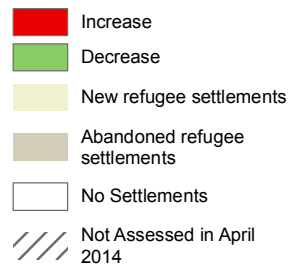 Increase
Decrease
New refugee settlements
Abandoned refugee
settlements
No Settlements
Not Assessed in April
2014